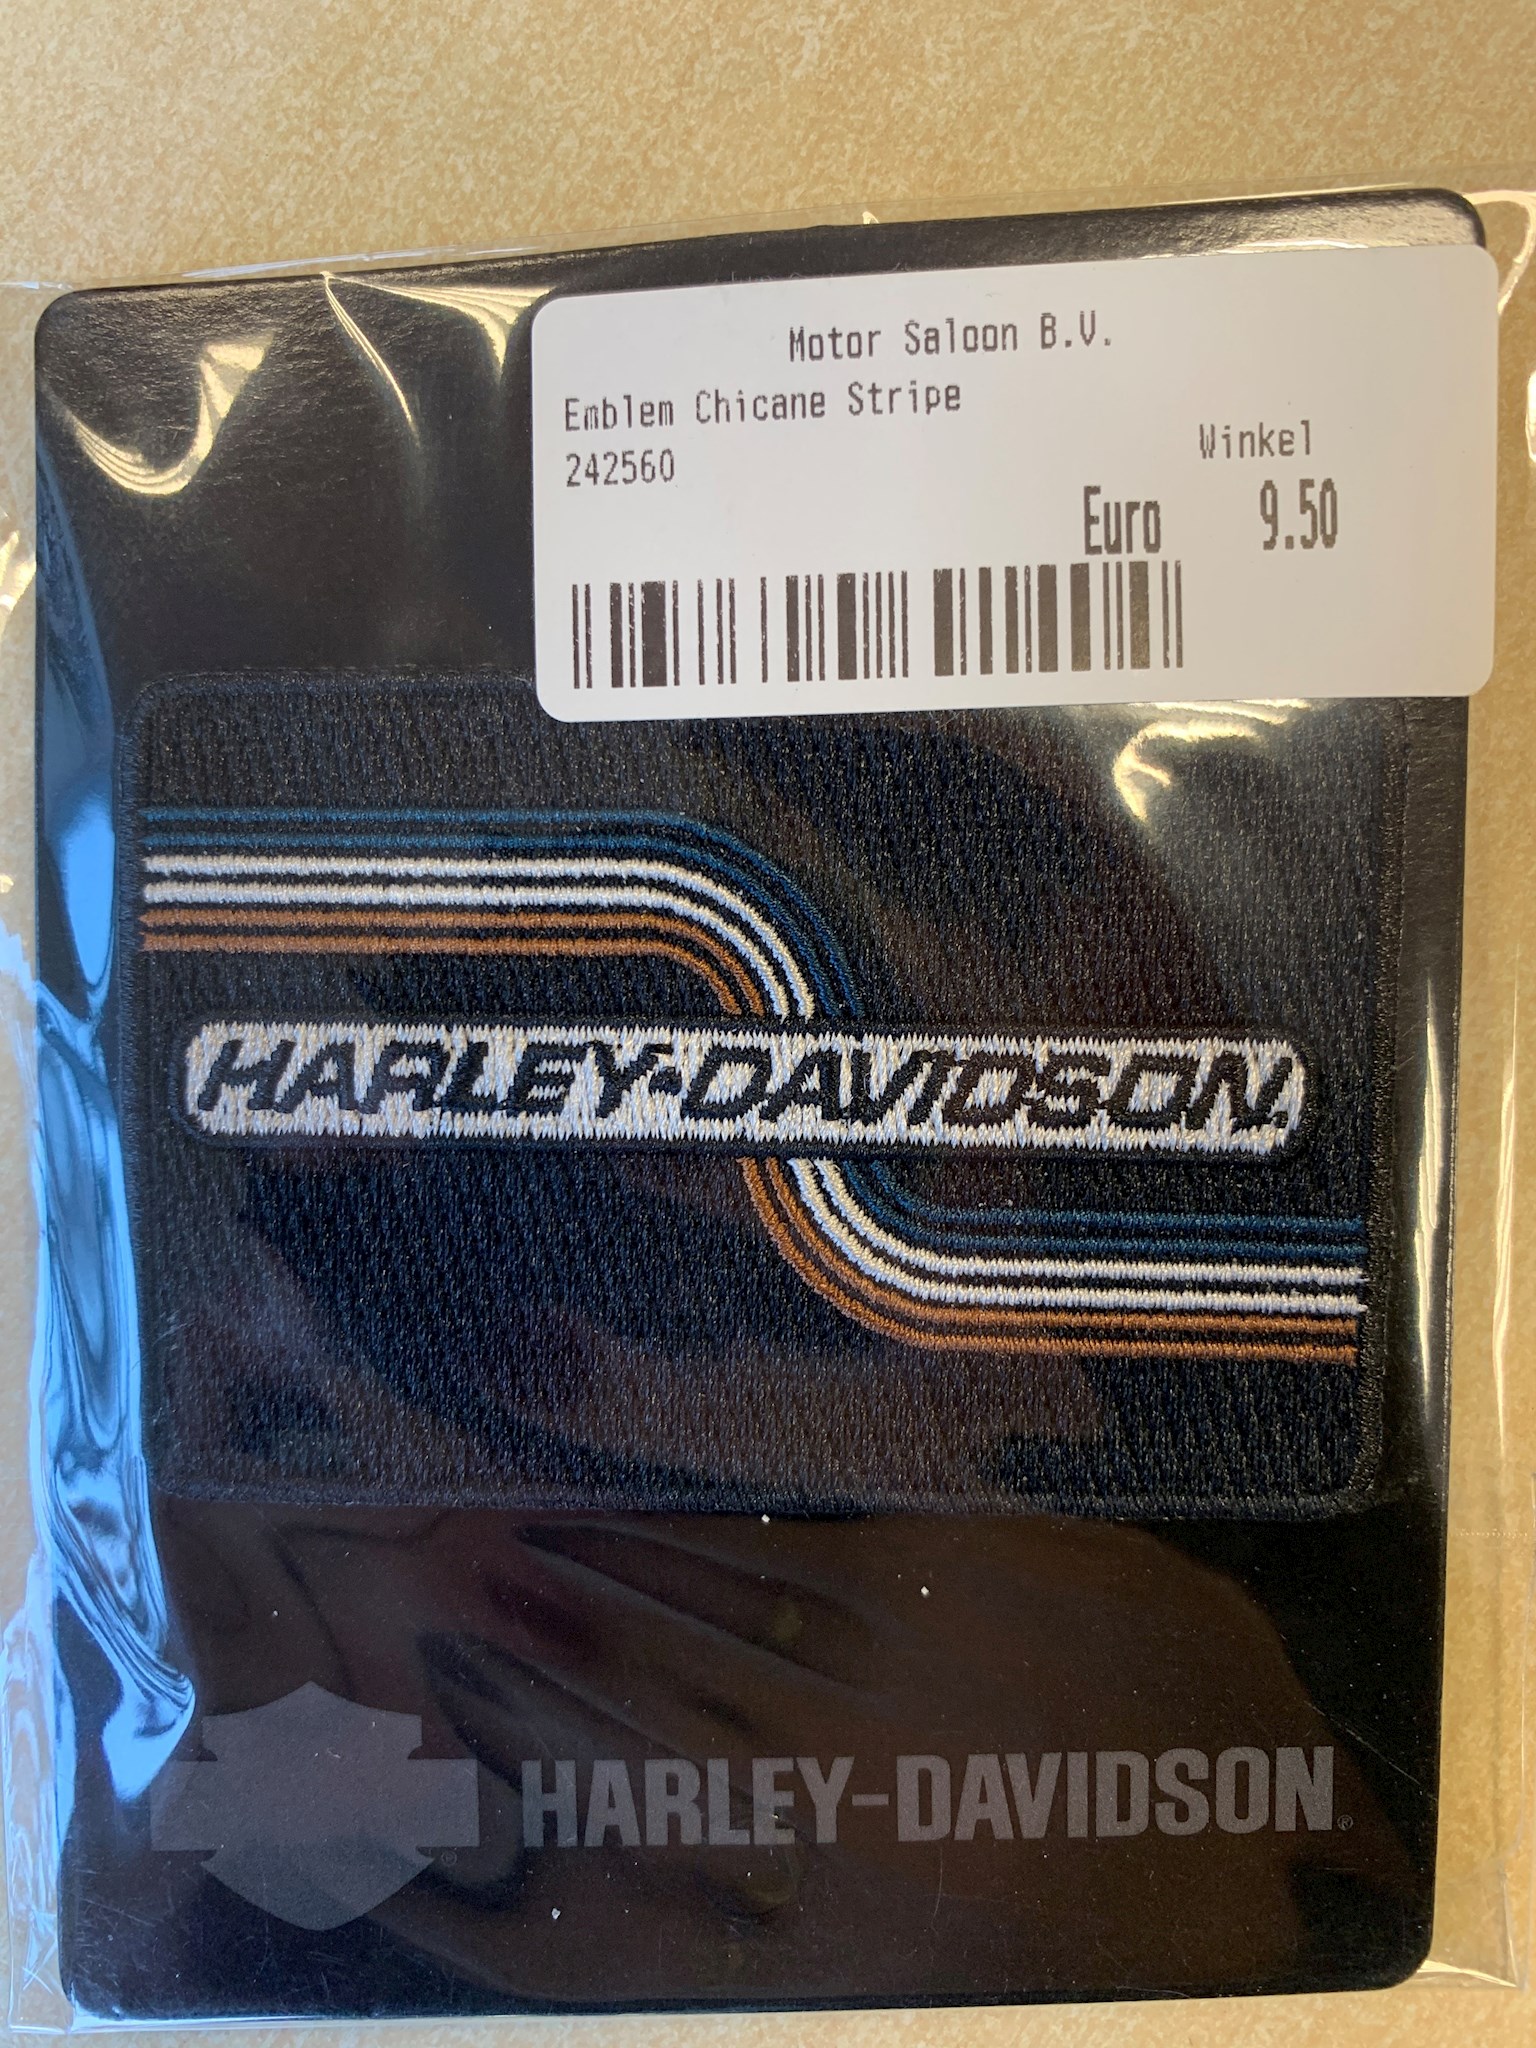 Motor Saloon B.V.
Emblem Chicane Stripe
242560
Winkel
Euro 9.50
HARLEY-DAVIDSON
HARLEY-DAVIDSON®